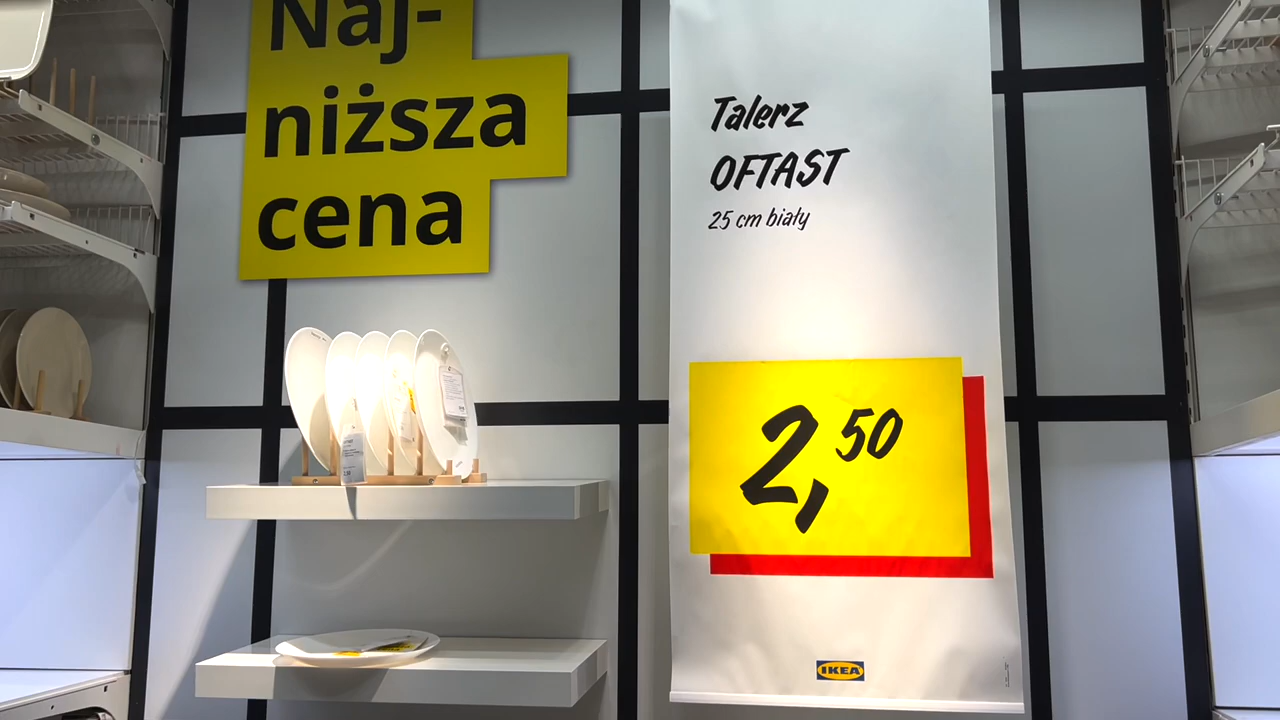 Naj-
niższa
cena
Talerz
OFTAST
25 cm biały
2,50
IKEA